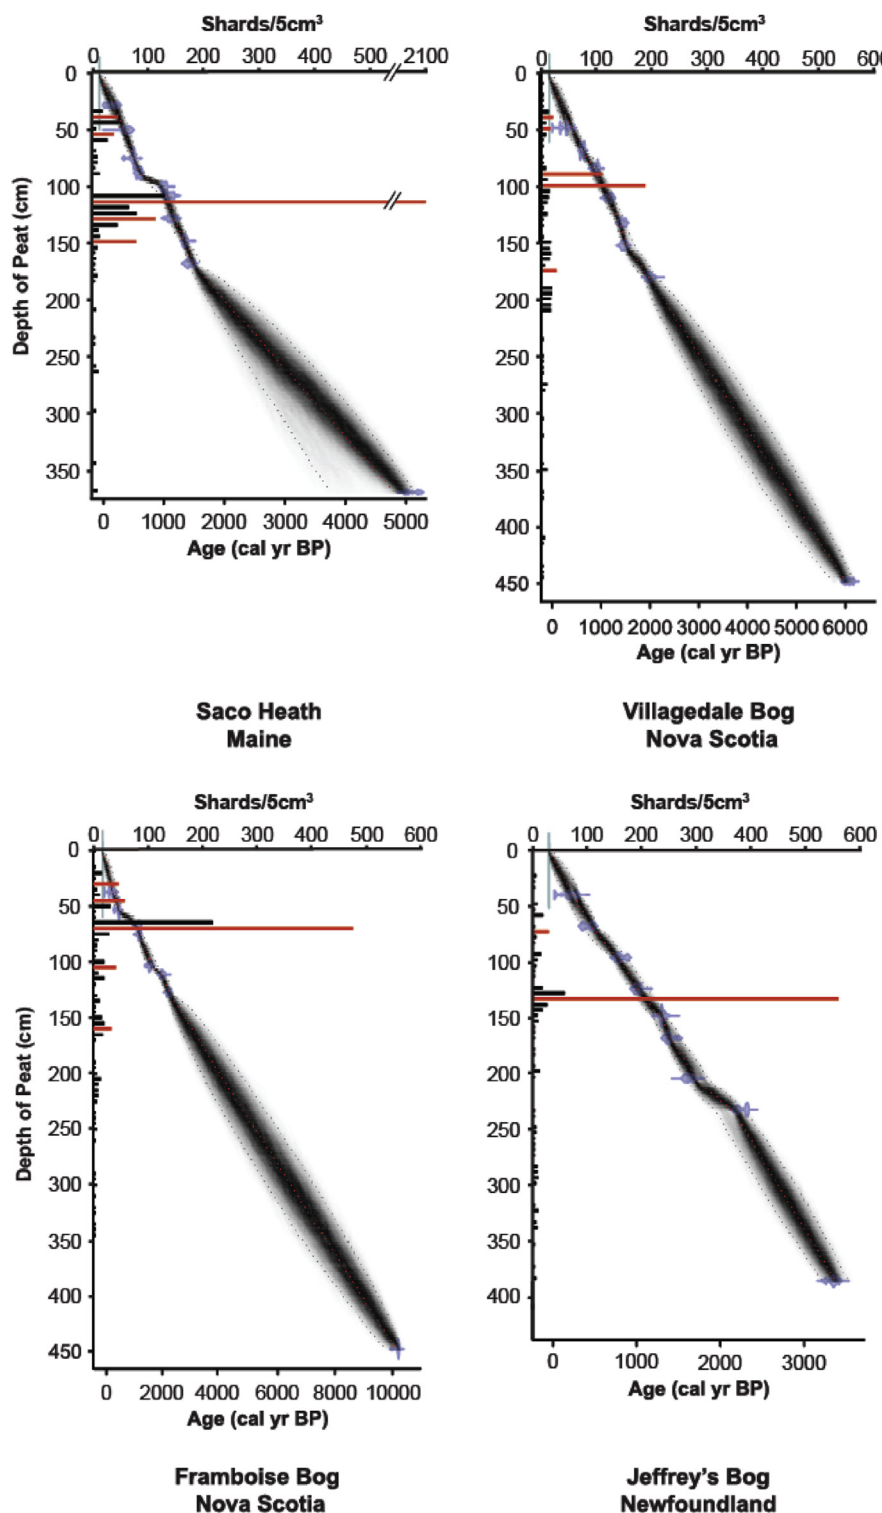 Shards/5cm³
0 100 200 300 400 500 2100
0
50
100
150
200
250
300
350
Depth of Peat (cm)
0 1000 2000 3000 4000 5000
Age (cal yr BP)
Saco Heath
Maine
Shards/5cm³
0 100 200 300 400 500 600
0
50
100
150
200
250
300
350
400
450
0 1000 2000 3000 4000 5000 6000
Age (cal yr BP)
Villagedale Bog
Nova Scotia
Shards/5cm³
0 100 200 300 400 500 600
0
50
100
150
200
250
300
350
400
450
Depth of Peat (cm)
0 2000 4000 6000 8000 10000
Age (cal yr BP)
Framboise Bog
Nova Scotia
Shards/5cm³
0 100 200 300 400 500 600
0
50
100
150
200
250
300
350
400
0 1000 2000 3000
Age (cal yr BP)
Jeffrey's Bog
Newfoundland